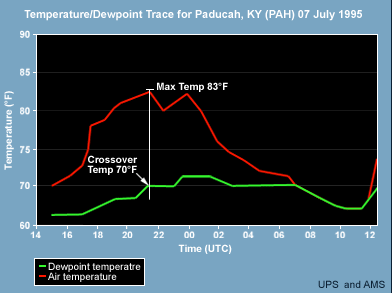 Temperature/Dewpoint Trace for Paducah, KY (PAH) 07 July 1995
90
85
80
75
70
65
60
Temperature (°F)
Max Temp 83°F
Crossover
Temp 70°F
14 16 18 20 22 00 02 04 06 08 10 12
Time (UTC)
Dewpoint temperatre
Air temperature
UPS and AMS